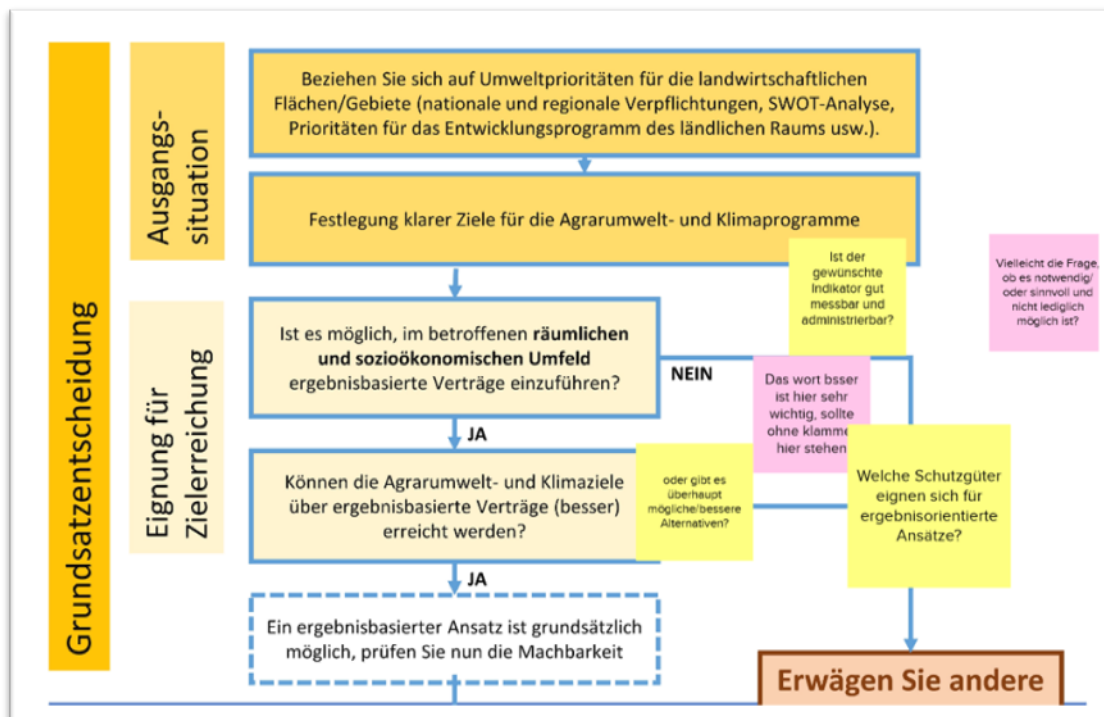 Grundsatzentscheidung
Ausgangs-
situation
Beziehen Sie sich auf Umweltprioritäten für die landwirtschaftlichen
Flächen/Gebiete (nationale und regionale Verpflichtungen, SWOT-Analyse,
Prioritäten für das Entwicklungsprogramm des ländlichen Raums usw.).
Festlegung klarer Ziele für die Agrarumwelt- und Klimaprogramme
Ist der
gewünschte
Indikator gut
messbar und
administrierbar?
Vielleicht die Frage,
ob es notwendig/
oder sinnvoll und
nicht lediglich
möglich ist?
Eignung für
Zielerreichung
Ist es möglich, im betroffenen räumlichen
und sozioökonomischen Umfeld
ergebnisbasierte Verträge einzuführen?
NEIN
Das wort bsser
ist hier sehr
wichtig, sollte
ohne klamme
hier stehen
JA
Können die Agrarumwelt- und Klimaziele
über ergebnisbasierte Verträge (besser)
erreicht werden?
oder gibt es
überhaupt
mögliche/bessere
Alternativen?
Welche Schutzgüter
eignen sich für
ergebnisorientierte
Ansätze?
JA
Ein ergebnisbasierter Ansatz ist grundsätzlich
möglich, prüfen Sie nun die Machbarkeit
Erwägen Sie andere